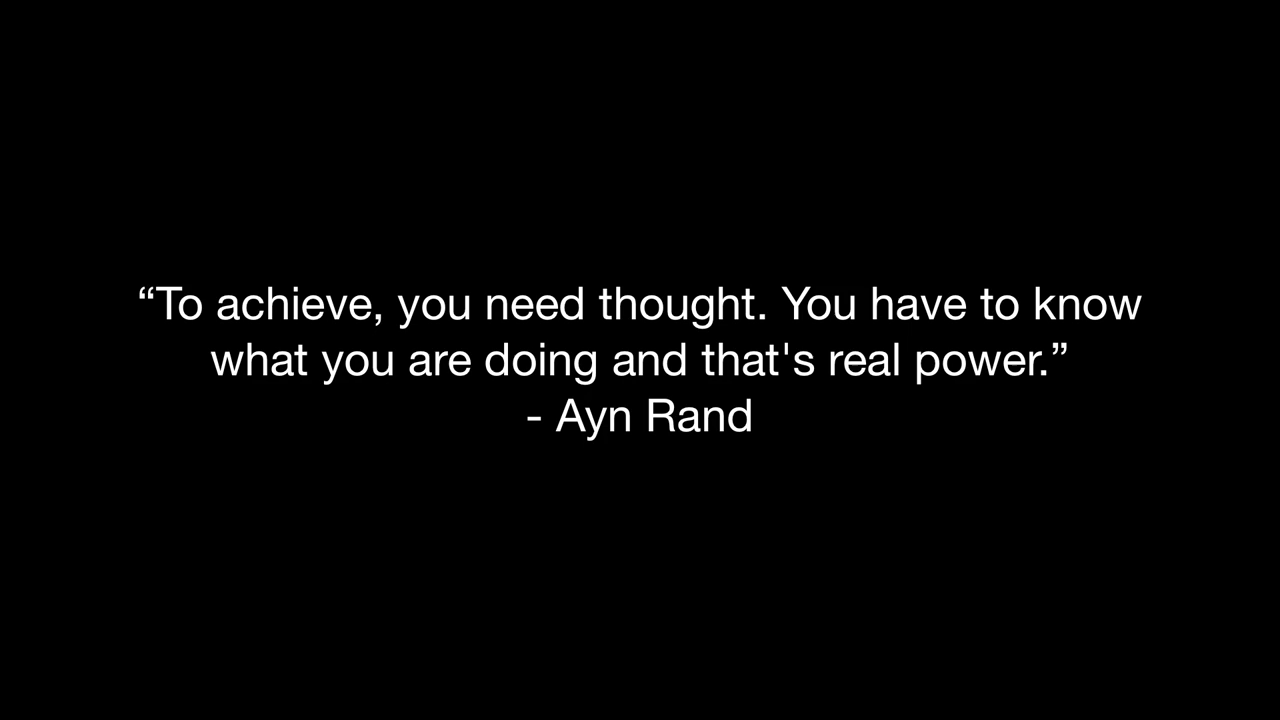 “To achieve, you need thought. You have to know
what you are doing and that's real power.”
- Ayn Rand